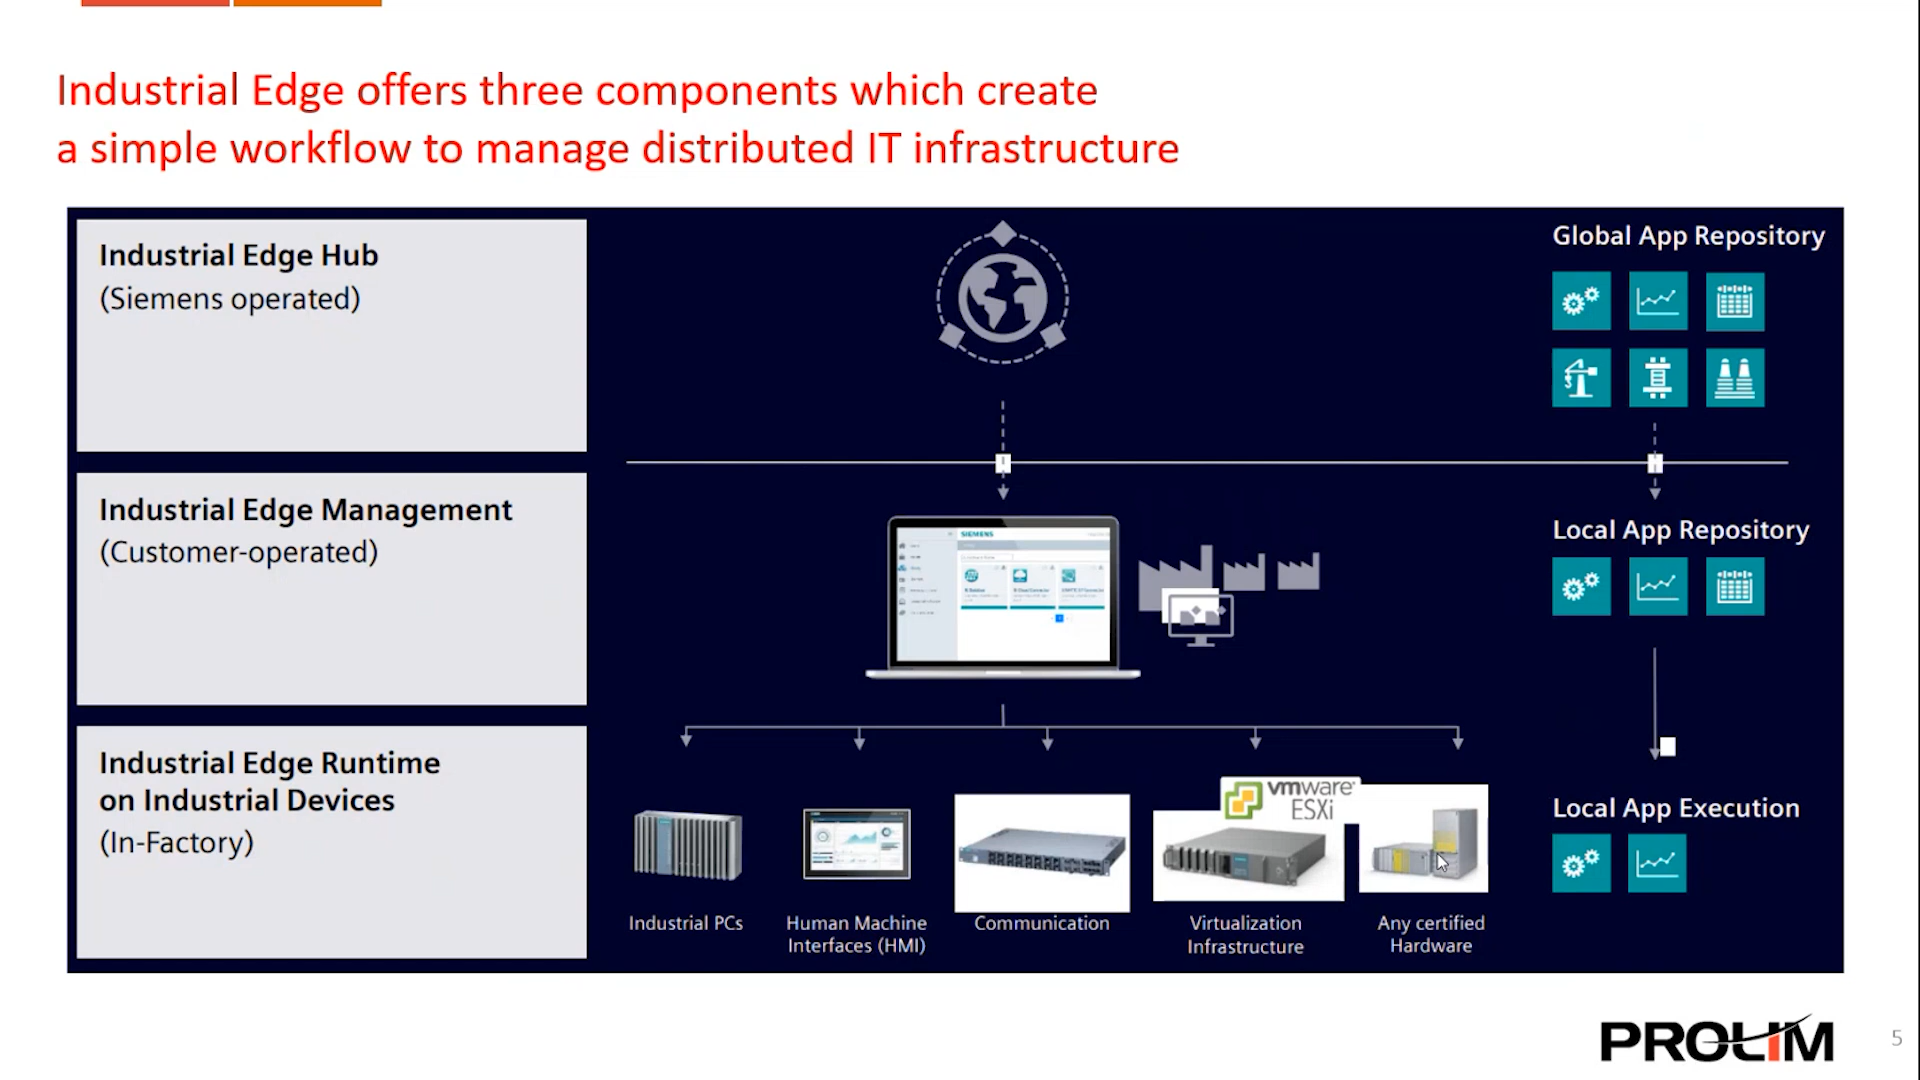 Industrial Edge offers three components which create
a simple workflow to manage distributed IT infrastructure
Industrial Edge Hub
(Siemens operated)
Global App Repository
Industrial Edge Management
(Customer-operated)
SIEMENS
Local App Repository
Industrial Edge Runtime
on Industrial Devices
(In-Factory)
vmware
ESXi
Local App Execution
Industrial PCs
Human Machine
Interfaces (HMI)
Communication
Virtualization
Infrastructure
Any certified
Hardware
PROLIM
5